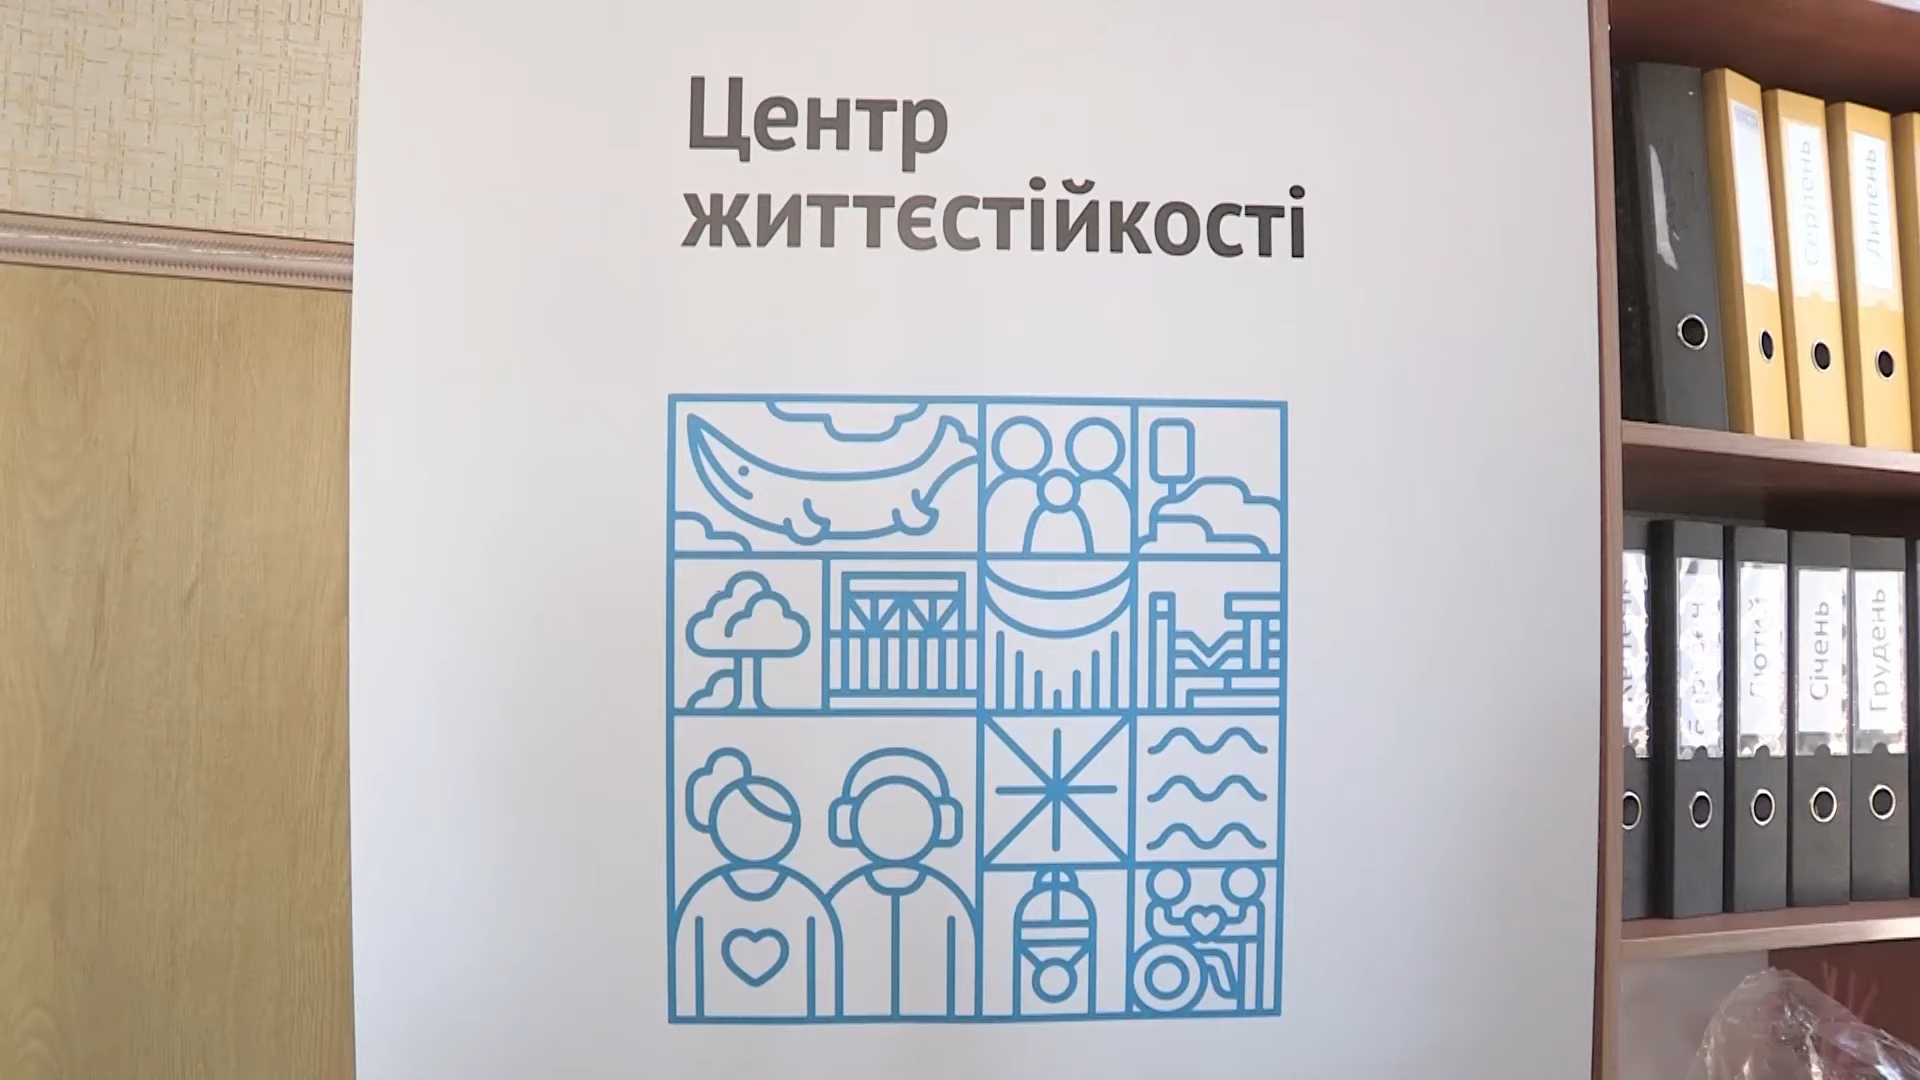 Центр
життєстійкості
Серпень
Липень
Лютий
Січень
Грудень